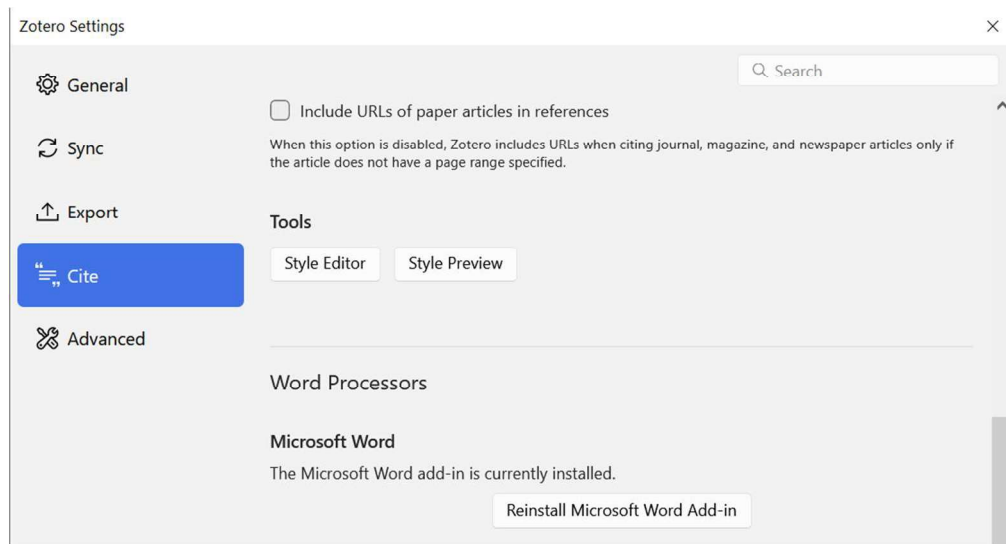 Zotero Settings
Search
General
Sync
Export
Cite
Advanced
Include URLs of paper articles in references
When this option is disabled, Zotero includes URLs when citing journal, magazine, and newspaper articles only if
the article does not have a page range specified.
Tools
Style Editor Style Preview
Word Processors
Microsoft Word
The Microsoft Word add-in is currently installed.
Reinstall Microsoft Word Add-in